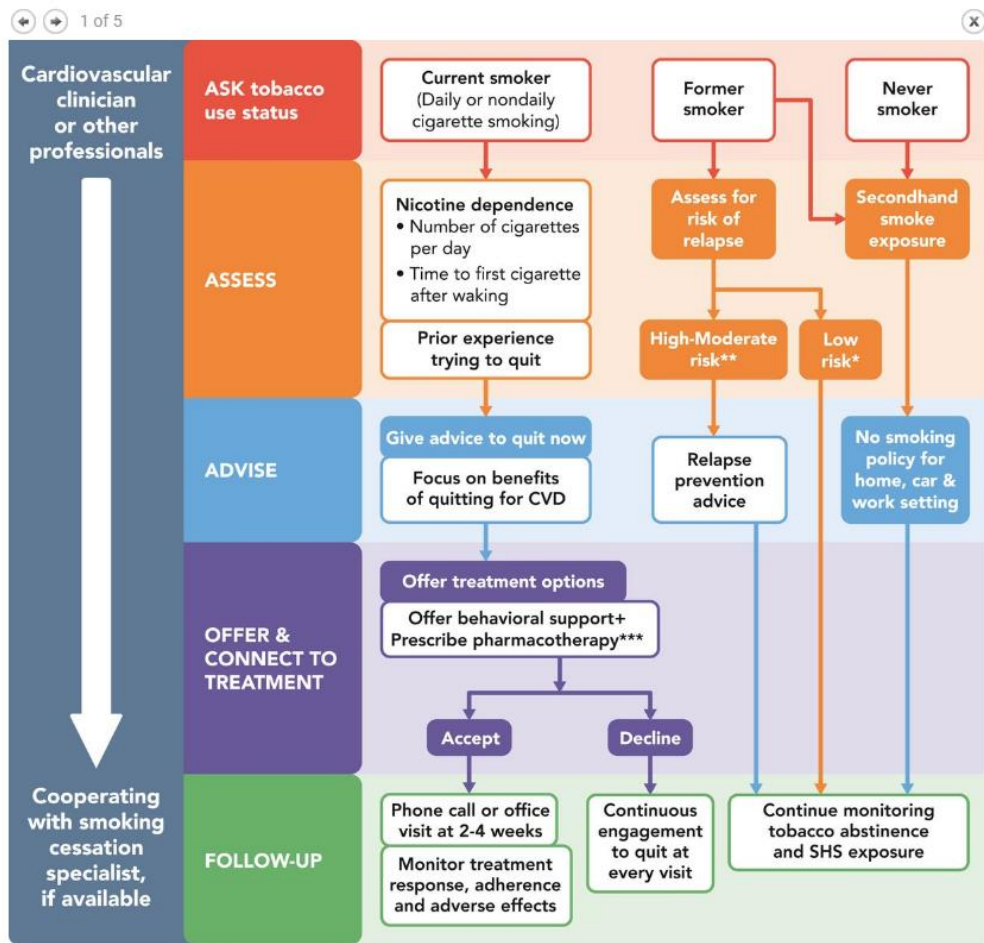 1 of 5
Cardiovascular
clinician
or other
professionals
Cooperating
with smoking
cessation
specialist,
if available
ASK tobacco
use status
Current smoker
(Daily or nondaily
cigarette smoking)
Former
smoker
Never
smoker
ASSESS
Nicotine dependence
• Number of cigarettes
per day
• Time to first cigarette
after waking
Prior experience
trying to quit
Assess for
risk of
relapse
Secondhand
smoke
exposure
High-Moderate
risk**
Low
risk*
ADVISE
Give advice to quit now
Focus on benefits
of quitting for CVD
Relapse
prevention
advice
No smoking
policy for
home, car &
work setting
OFFER &
CONNECT TO
TREATMENT
Offer treatment options
Offer behavioral support+
Prescribe pharmacotherapy***
Accept
Decline
FOLLOW-UP
Phone call or office
visit at 2-4 weeks
Monitor treatment
response, adherence
and adverse effects
Continuous
engagement
to quit at
every visit
Continue monitoring
tobacco abstinence
and SHS exposure